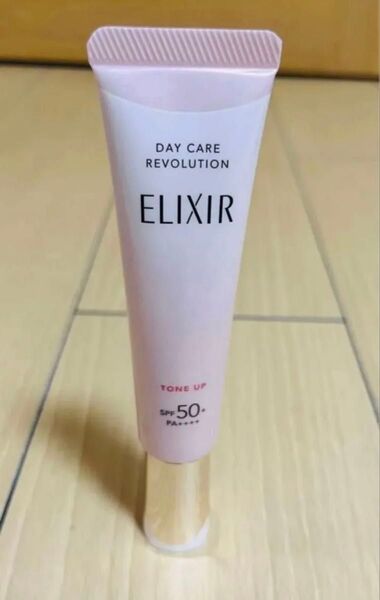 DAY CARE
REVOLUTION
ELIXIR
TONE UP
SPF50+
PA++++